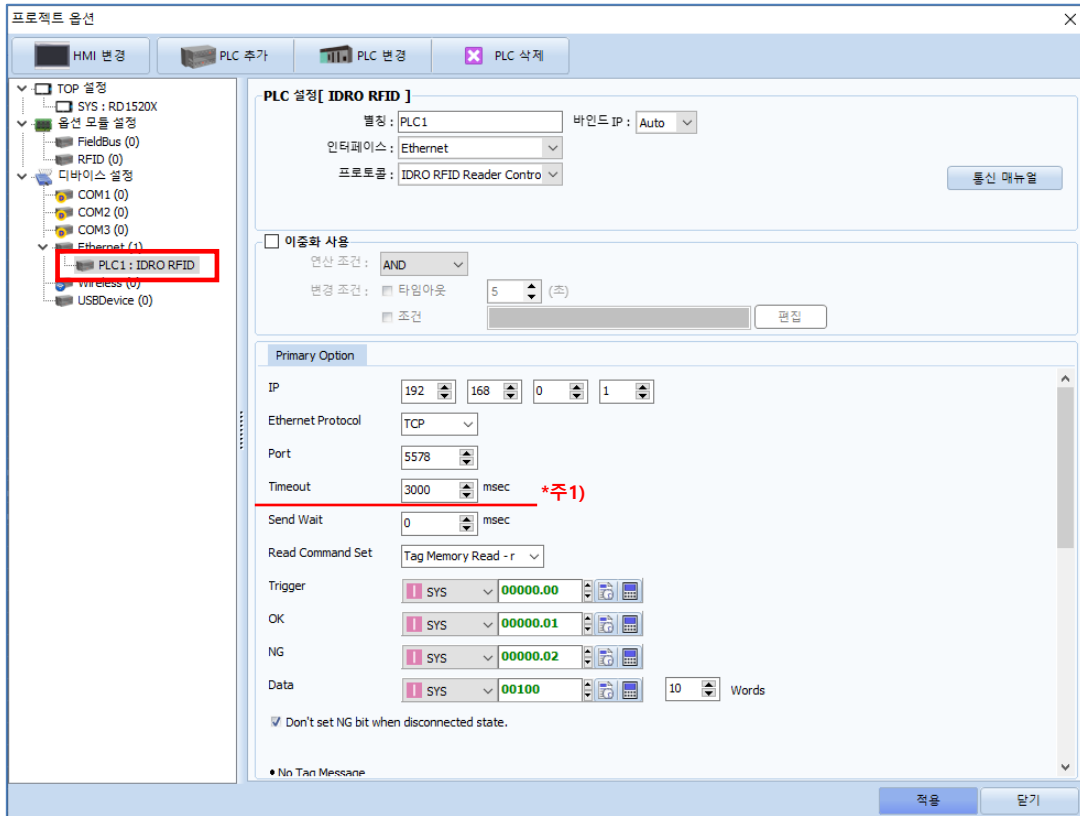 프로젝트 옵션
HMI 변경 PLC 추가 PLC 변경 PLC 삭제
TOP 설정
SYS : RD1520X
옵션 모듈 설정
FieldBus (0)
RFID (0)
디바이스 설정
COM1 (0)
COM2 (0)
COM3 (0)
Ethernet (1)
PLC1 : IDRO RFID
Wireless (0)
USBDevice (0)
PLC 설정[ IDRO RFID ]
별칭 : PLC1 바인드 IP : Auto
인터페이스 : Ethernet
프로토콜 : IDRO RFID Reader Contro
통신 매뉴얼
이중화 사용
연산 조건 : AND
변경 조건 : 타임아웃 5 (초)
조건 편집
Primary Option
IP 192 168 0 1
Ethernet Protocol TCP
Port 5578
Timeout 3000 msec *주1)
Send Wait 0 msec
Read Command Set Tag Memory Read - r
Trigger SYS 00000.00
OK SYS 00000.01
NG SYS 00000.02
Data SYS 00100 10 Words
Don't set NG bit when disconnected state.
• No Tag Message
적용 닫기